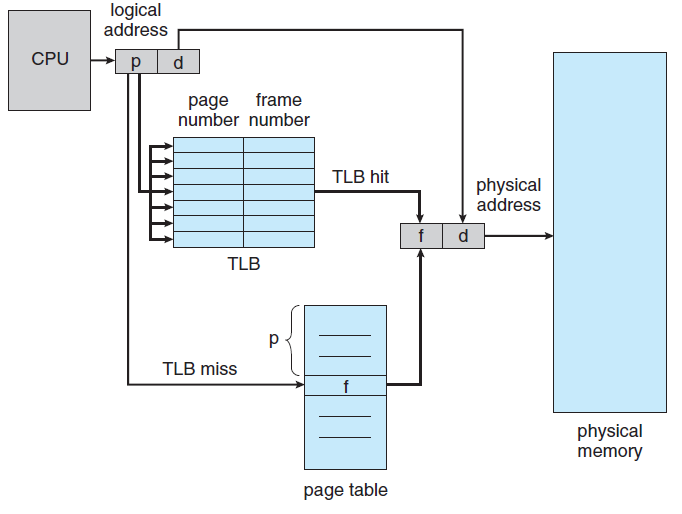 logical
address
CPU
p d
page frame
number number
TLB hit
physical
address
f d
TLB
p
TLB miss
f
page table
physical
memory